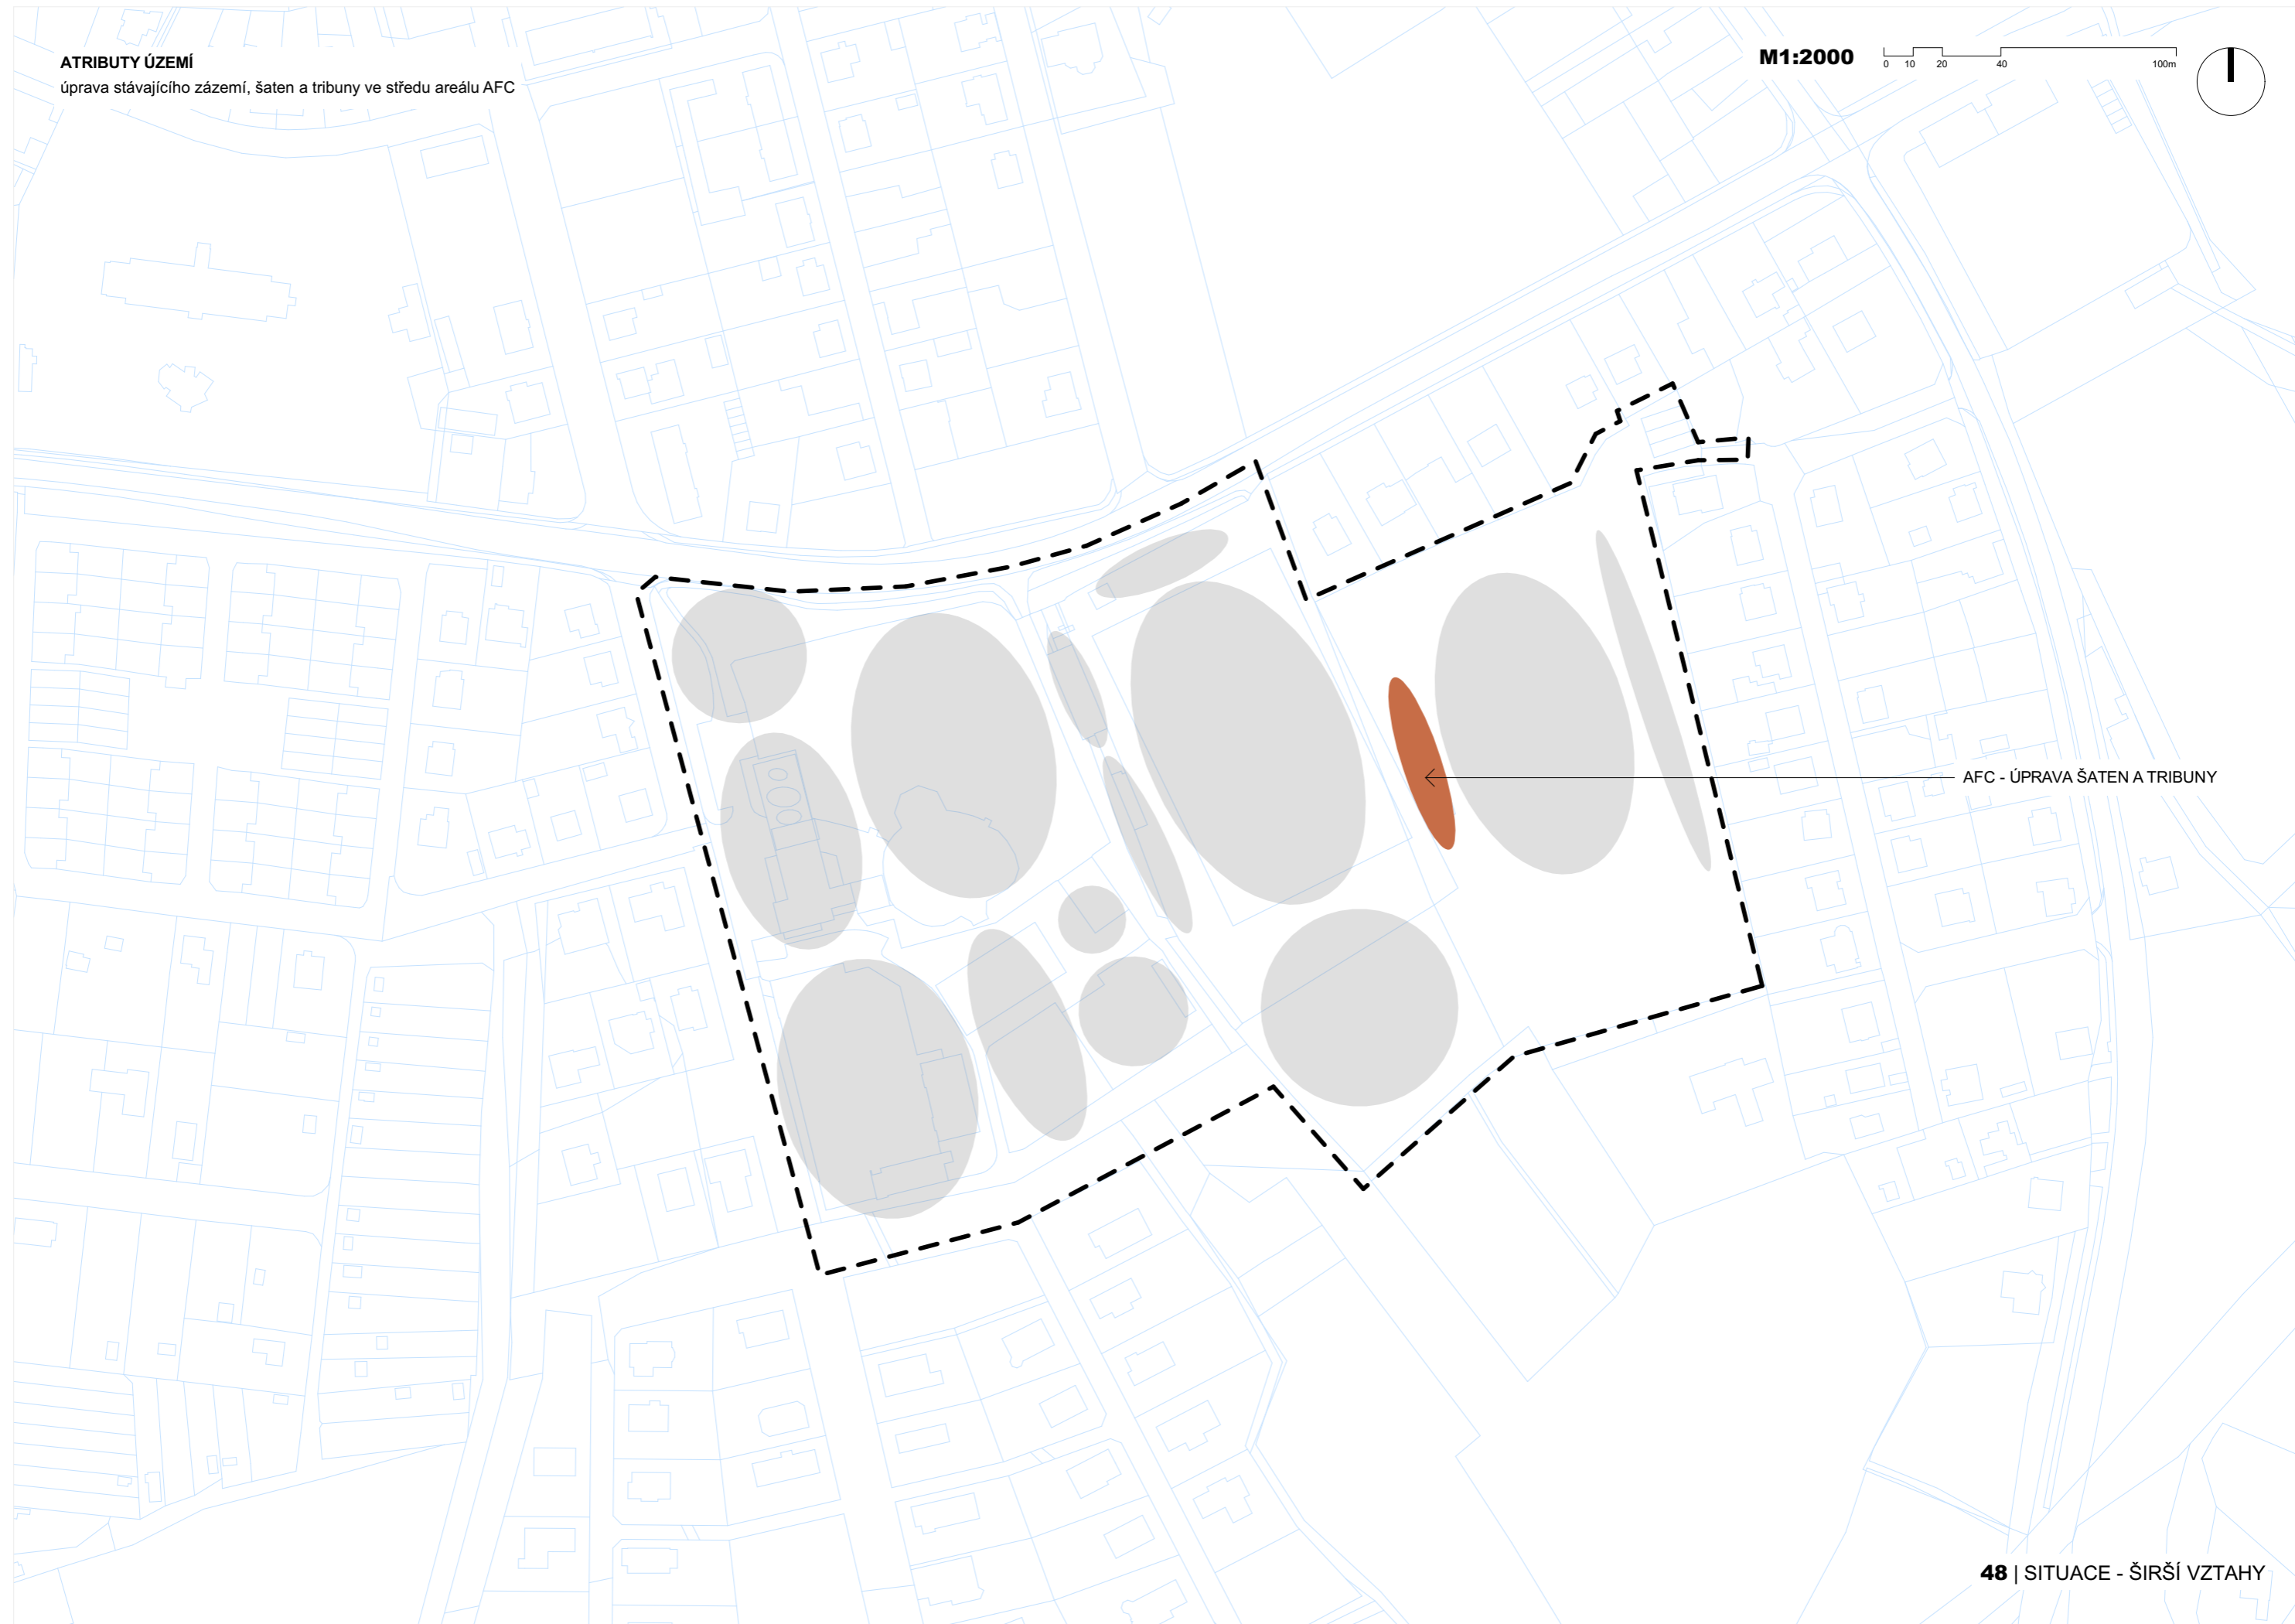 ATRIBUTY ÚZEMÍ
úprava stávajícího zázemí, šaten a tribuny ve středu areálu AFC
M1:2000
0 10 20 40 100m
AFC - ÚPRAVA ŠATEN A TRIBUNY
48 | SITUACE - ŠIRŠÍ VZTAHY